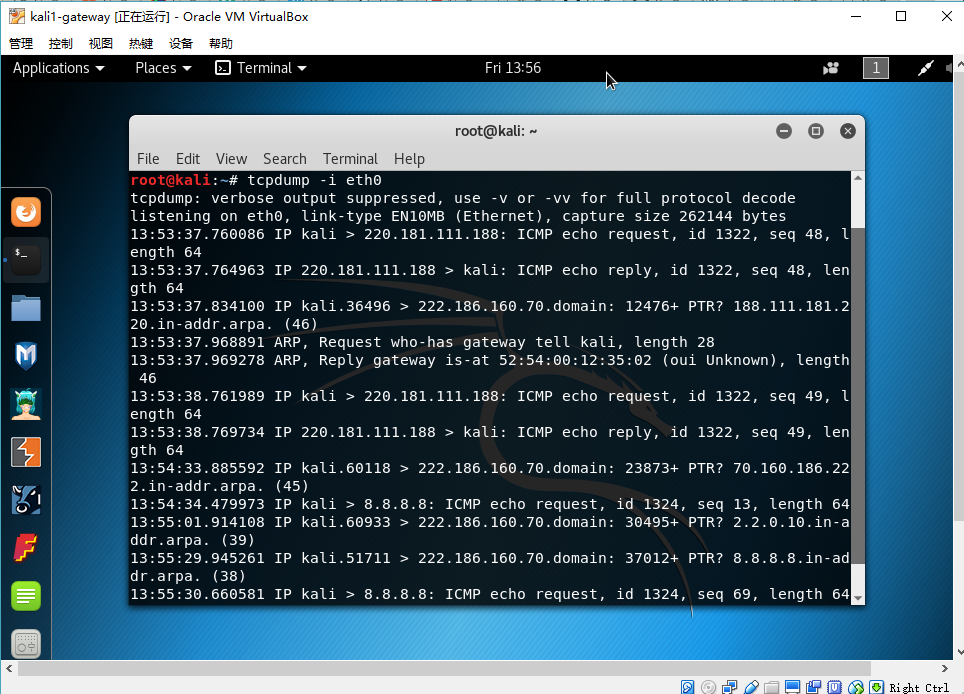 kali1-gateway [正在运行] - Oracle VM VirtualBox
管理 控制 视图 热键 设备 帮助
Applications Places Terminal Fri 13:56 1
root@kali: ~
File Edit View Search Terminal Help
root@kali:~# tcpdump -i eth0
tcpdump: verbose output suppressed, use -v or -vv for full protocol decode
listening on eth0, link-type EN10MB (Ethernet), capture size 262144 bytes
13:53:37.760086 IP kali > 220.181.111.188: ICMP echo request, id 1322, seq 48, l
ength 64
13:53:37.764963 IP 220.181.111.188 > kali: ICMP echo reply, id 1322, seq 48, len
gth 64
13:53:37.834100 IP kali.36496 > 222.186.160.70.domain: 12476+ PTR? 188.111.181.2
20.in-addr.arpa. (46)
13:53:37.968891 ARP, Request who-has gateway tell kali, length 28
13:53:37.969278 ARP, Reply gateway is-at 52:54:00:12:35:02 (oui Unknown), length
 46
13:53:38.761989 IP kali > 220.181.111.188: ICMP echo request, id 1322, seq 49, l
ength 64
13:53:38.769734 IP 220.181.111.188 > kali: ICMP echo reply, id 1322, seq 49, len
gth 64
13:54:33.885592 IP kali.60118 > 222.186.160.70.domain: 23873+ PTR? 70.160.186.22
2.in-addr.arpa. (45)
13:54:34.479973 IP kali > 8.8.8.8: ICMP echo request, id 1324, seq 13, length 64
13:55:01.914108 IP kali.60933 > 222.186.160.70.domain: 30495+ PTR? 2.2.0.10.in-a
ddr.arpa. (39)
13:55:29.945261 IP kali.51711 > 222.186.160.70.domain: 37012+ PTR? 8.8.8.8.in-ad
dr.arpa. (38)
13:55:30.660581 IP kali > 8.8.8.8: ICMP echo request, id 1324, seq 69, length 64
Right Ctrl